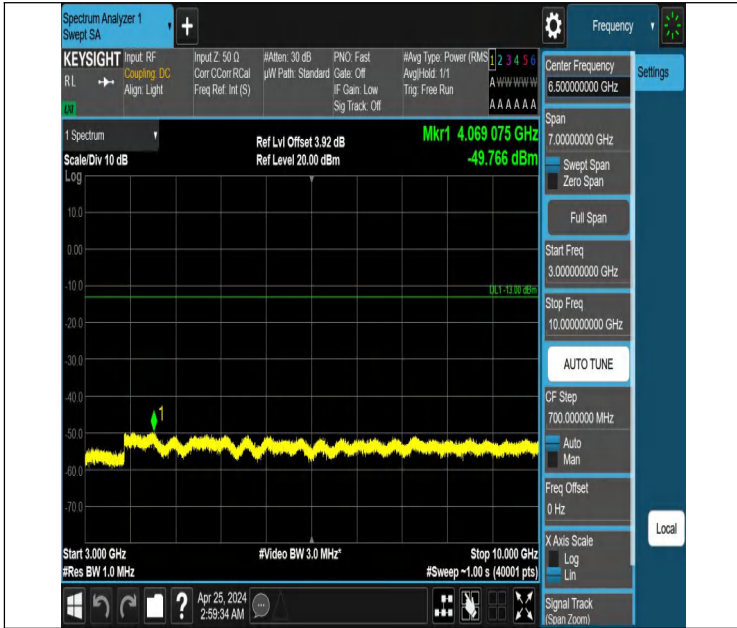 Spectrum Analyzer 1
Swept SA
+
Frequency
KEYSIGHT
RL
Input: RF
Coupling: DC
Align: Light
Input Z: 50 Ω
Corr CCorr RCal
Freq Ref: Int (S)
#Atten: 30 dB
µW Path: Standard
PNO: Fast
Gate: Off
IF Gain: Low
Sig Track: Off
#Avg Type: Power (RMS
Avg|Hold: 1/1
Trig: Free Run
1 2 3 4 5 6
A W W W W W
A A A A A A
1 Spectrum
Scale/Div 10 dB
Ref Lvl Offset 3.92 dB
Ref Level 20.00 dBm
Mkr1 4.069 075 GHz
-49.766 dBm
Log
10.0
0.00
-10.0
DL1 -13.00 dBm
-20.0
-30.0
-40.0
1
-50.0
-60.0
-70.0
Start 3.000 GHz
#Res BW 1.0 MHz
#Video BW 3.0 MHz*
Stop 10.000 GHz
#Sweep ~1.00 s (40001 pts)
?
Apr 25, 2024
2:59:34 AM
Center Frequency
6.500000000 GHz
Settings
Span
7.00000000 GHz
Swept Span
Zero Span
Full Span
Start Freq
3.000000000 GHz
Stop Freq
10.000000000 GHz
AUTO TUNE
CF Step
700.000000 MHz
Auto
Man
Freq Offset
0 Hz
X Axis Scale
Log
Lin
Local
Signal Track
(Span Zoom)